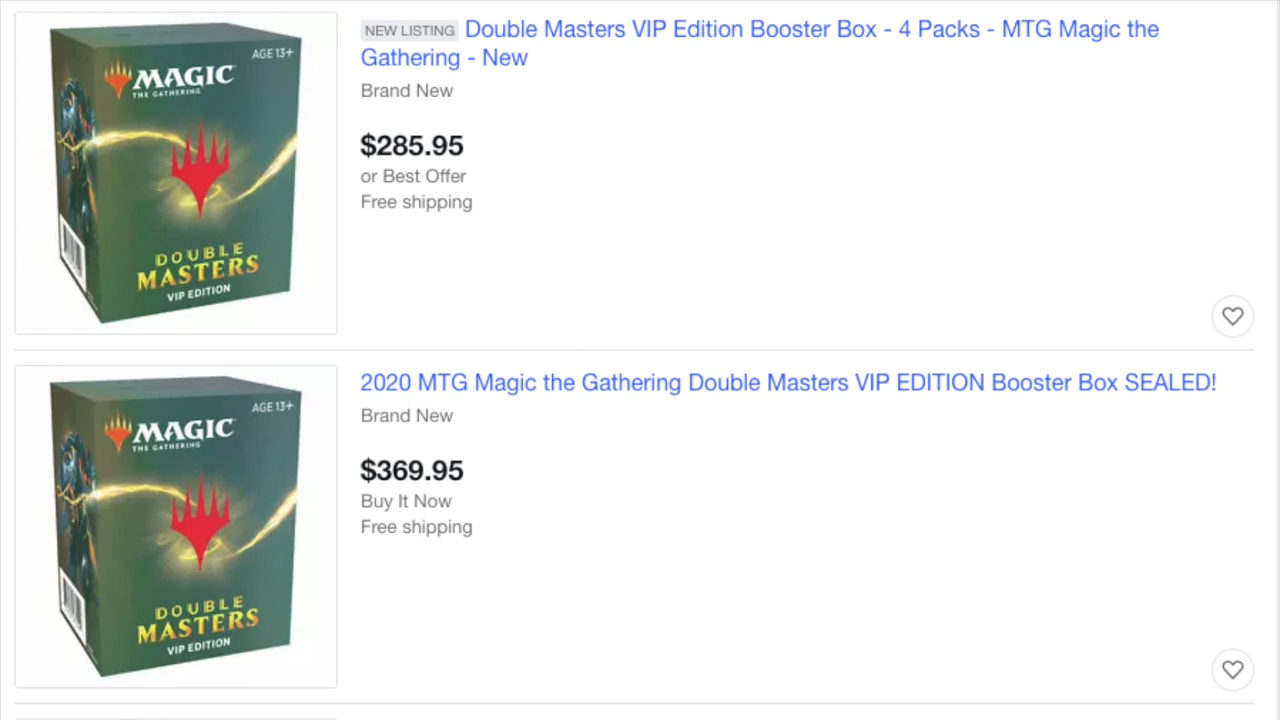 AGE 13+
MAGIC
THE GATHERING
DOUBLE
MASTERS
VIP EDITION
NEW LISTING Double Masters VIP Edition Booster Box - 4 Packs - MTG Magic the
Gathering - New
Brand New
$285.95
or Best Offer
Free shipping
AGE 13+
MAGIC
THE GATHERING
DOUBLE
MASTERS
VIP EDITION
2020 MTG Magic the Gathering Double Masters VIP EDITION Booster Box SEALED!
Brand New
$369.95
Buy It Now
Free shipping